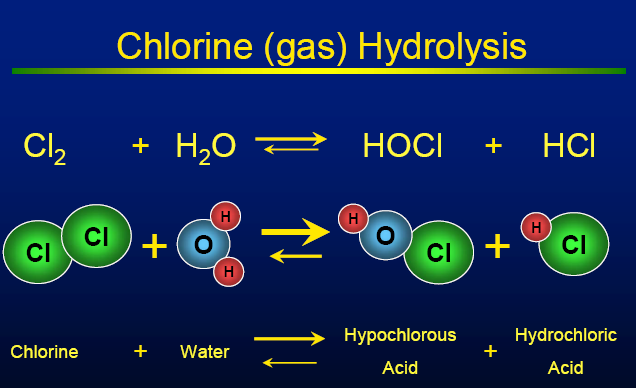 Chlorine (gas) Hydrolysis
Cl₂ + H₂O ⇌ HOCl + HCl
Cl Cl + O H H ⇌ H O Cl + H Cl
Chlorine + Water ⇌ Hypochlorous Acid + Hydrochloric Acid